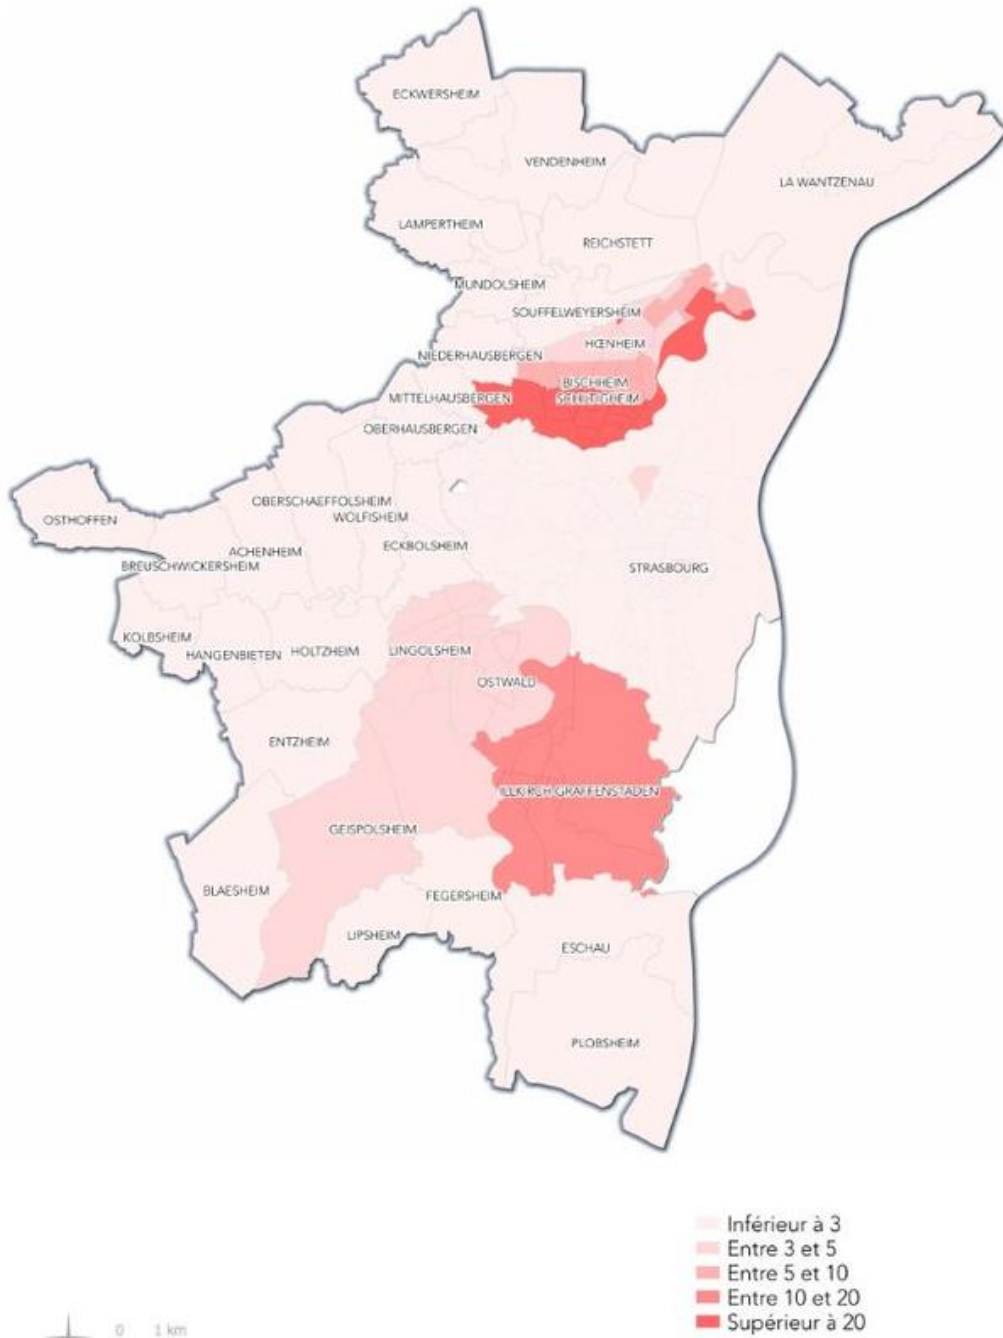 ECKWERSHEIM
VENDENHEIM
LA WANTZENAU
LAMPERTHEIM
REICHSTETT
MUNDOLSHEIM
SOUFFELWEYERSHEIM
HŒNHEIM
NIEDERHAUSBERGEN
BISCHHEIM
MITTELHAUSBERGEN
SCHILTIGHEIM
OBERHAUSBERGEN
OBERSCHAEFFOLSHEIM
OSTHOFFEN
WOLFISHEIM
ECKBOLSHEIM
ACHENHEIM
BREUSCHWICKERSHEIM
STRASBOURG
KOLBSHEIM
HANGENBIETEN
HOLTZHEIM
LINGOLSHEIM
OSTWALD
ENTZHEIM
ILLKIRCH GRAFFENSTADEN
GEISPOLSHEIM
BLAESHEIM
FEGERSHEIM
LIPSHEIM
ESCHAU
PLOBSHEIM
Inférieur à 3
Entre 3 et 5
Entre 5 et 10
Entre 10 et 20
Supérieur à 20
0 1 km